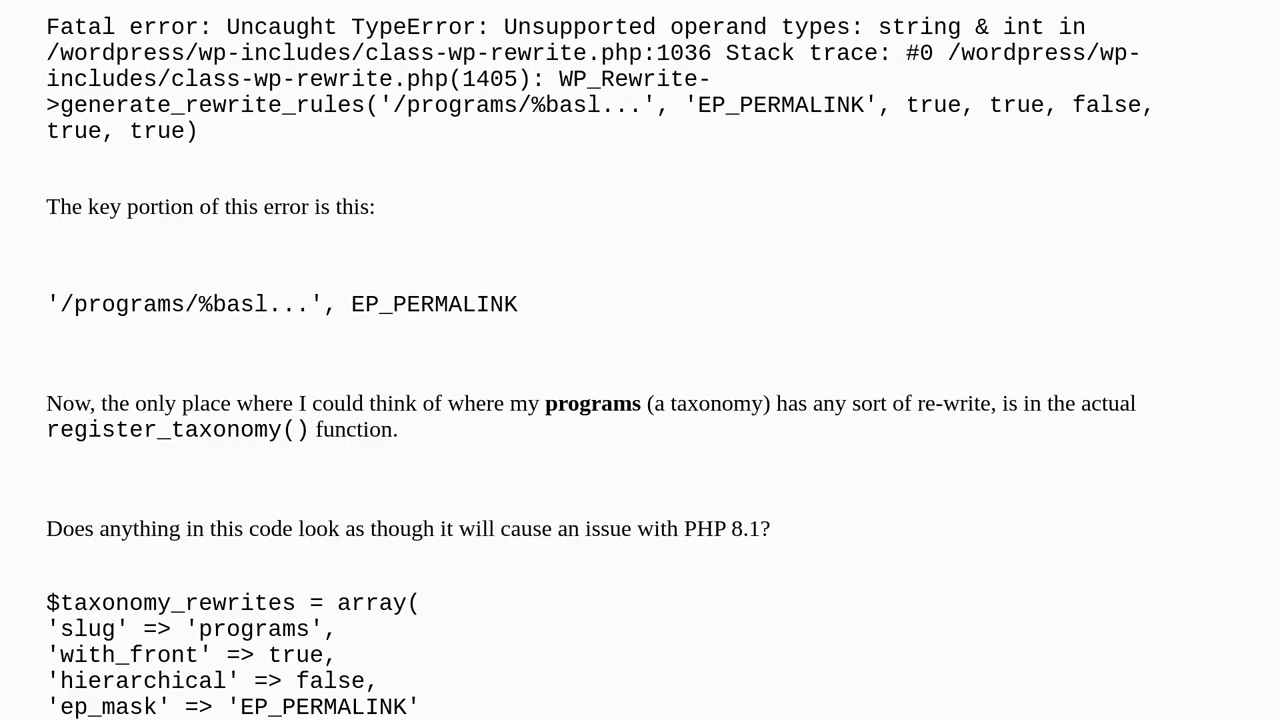 Fatal error: Uncaught TypeError: Unsupported operand types: string & int in
/wordpress/wp-includes/class-wp-rewrite.php:1036 Stack trace: #0 /wordpress/wp-
includes/class-wp-rewrite.php(1405): WP_Rewrite-
>generate_rewrite_rules('/programs/%basl...', 'EP_PERMALINK', true, true, false,
true, true)
The key portion of this error is this:
'/programs/%basl...', EP_PERMALINK
Now, the only place where I could think of where my programs (a taxonomy) has any sort of re-write, is in the actual
register_taxonomy() function.
Does anything in this code look as though it will cause an issue with PHP 8.1?
$taxonomy_rewrites = array(
'slug' => 'programs',
'with_front' => true,
'hierarchical' => false,
'ep_mask' => 'EP_PERMALINK'